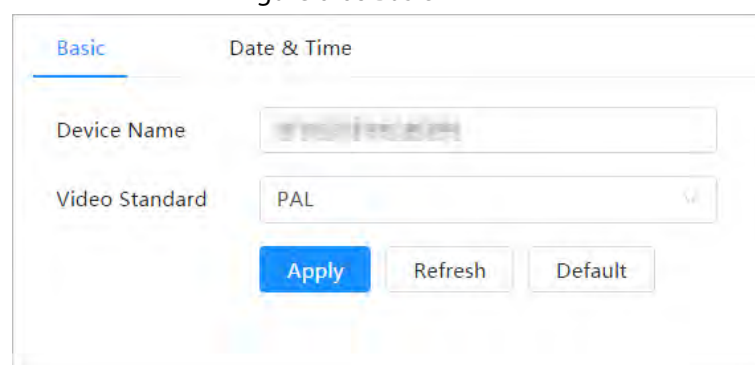 Basic Date & Time
Device Name
Video Standard PAL
Apply Refresh Default